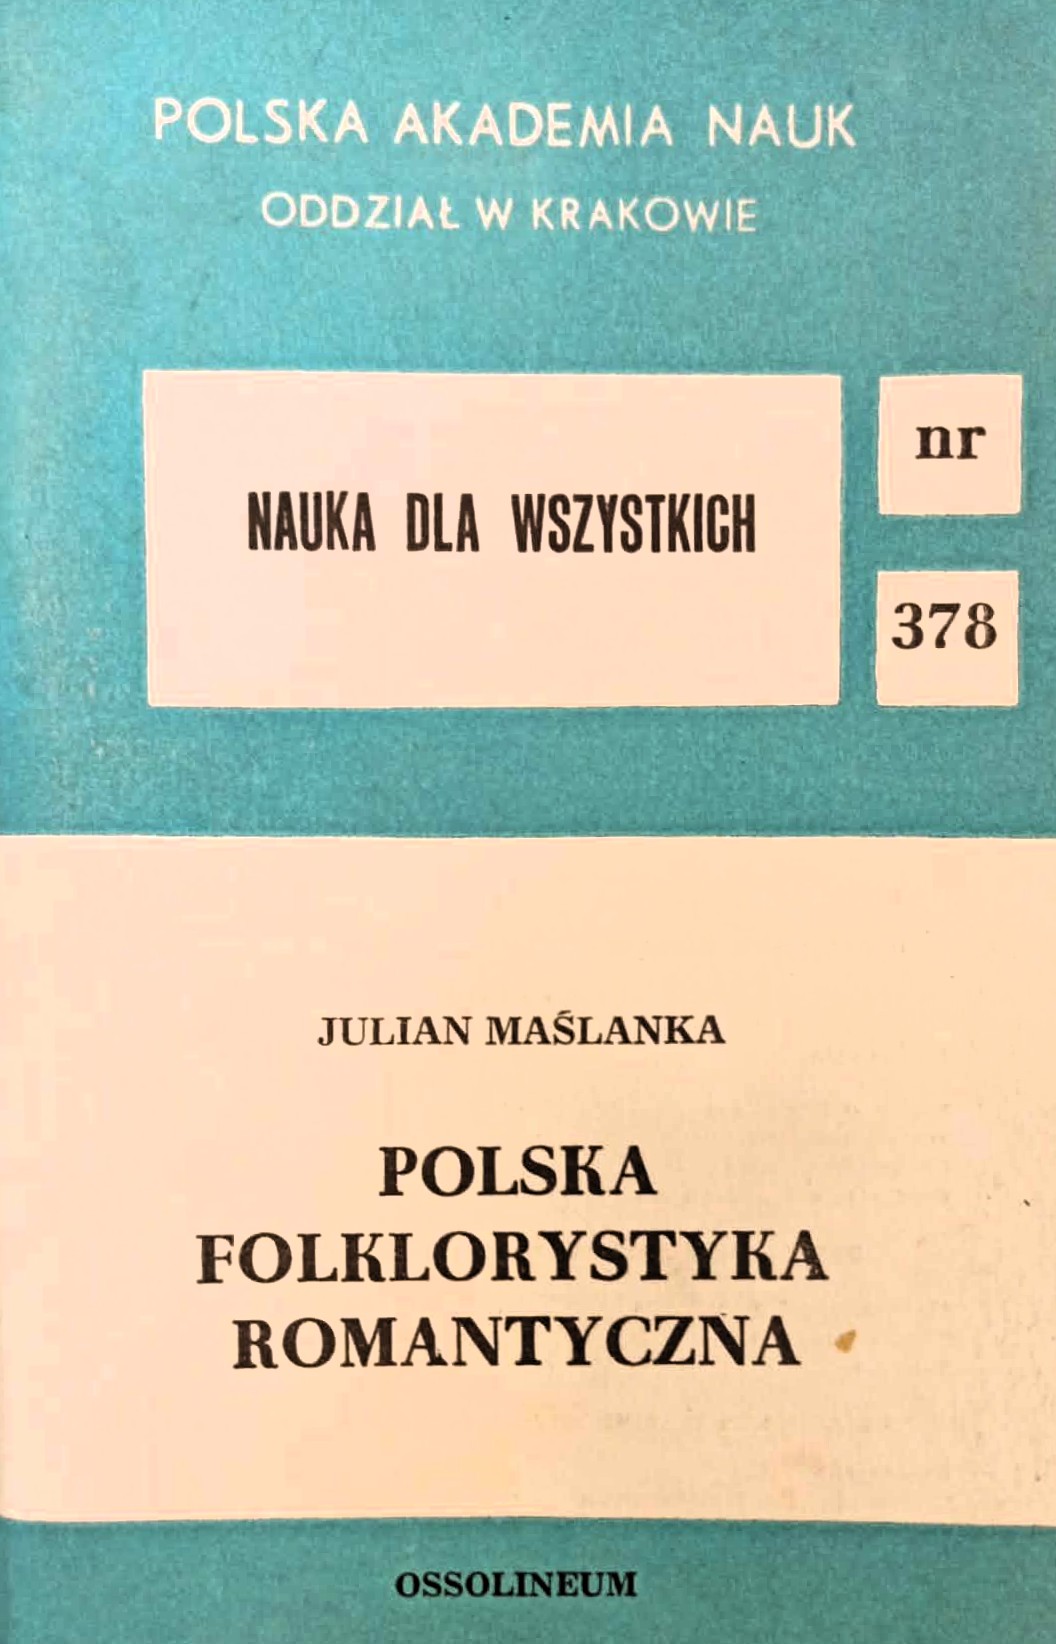 POLSKA AKADEMIA NAUK
ODDZIAŁ W KRAKOWIE
NAUKA DLA WSZYSTKICH
nr
378
JULIAN MAŚLANKA
POLSKA
FOLKLORYSTYKA
ROMANTYCZNA
OSSOLINEUM